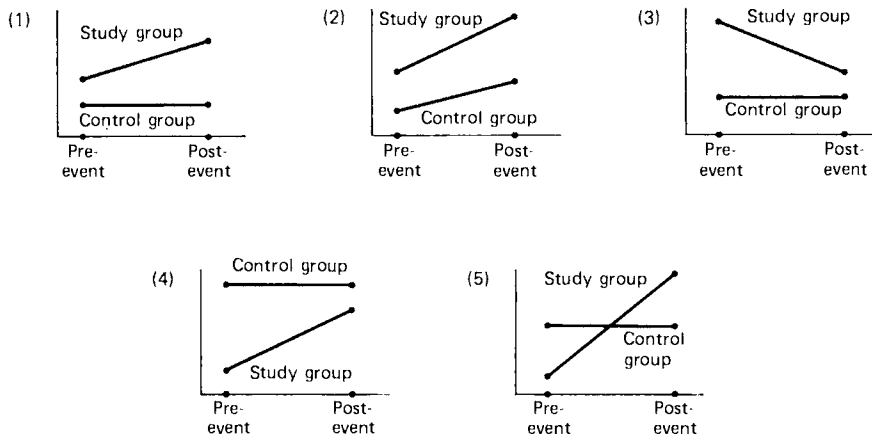 (1)
Study group
Control group
Pre-
event
Post-
event
(2)
Study group
Control group
Pre-
event
Post-
event
(3)
Study group
Control group
Pre-
event
Post-
event
(4)
Control group
Study group
Pre-
event
Post-
event
(5)
Study group
Control
group
Pre-
event
Post-
event